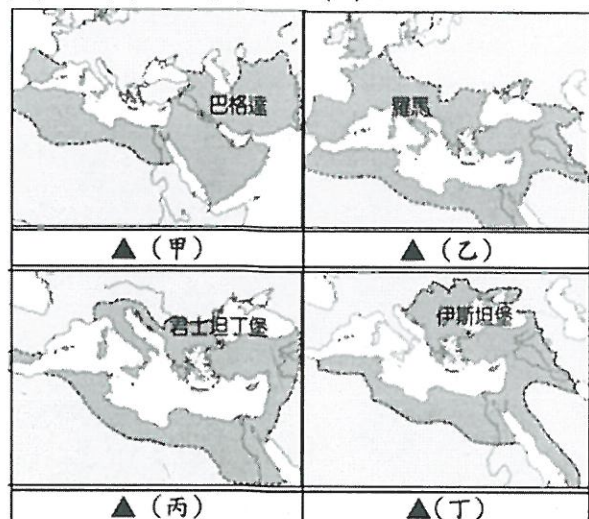 巴格達
羅馬
▲（甲）
▲（乙）
君士坦丁堡
伊斯坦堡
▲（丙）
▲（丁）